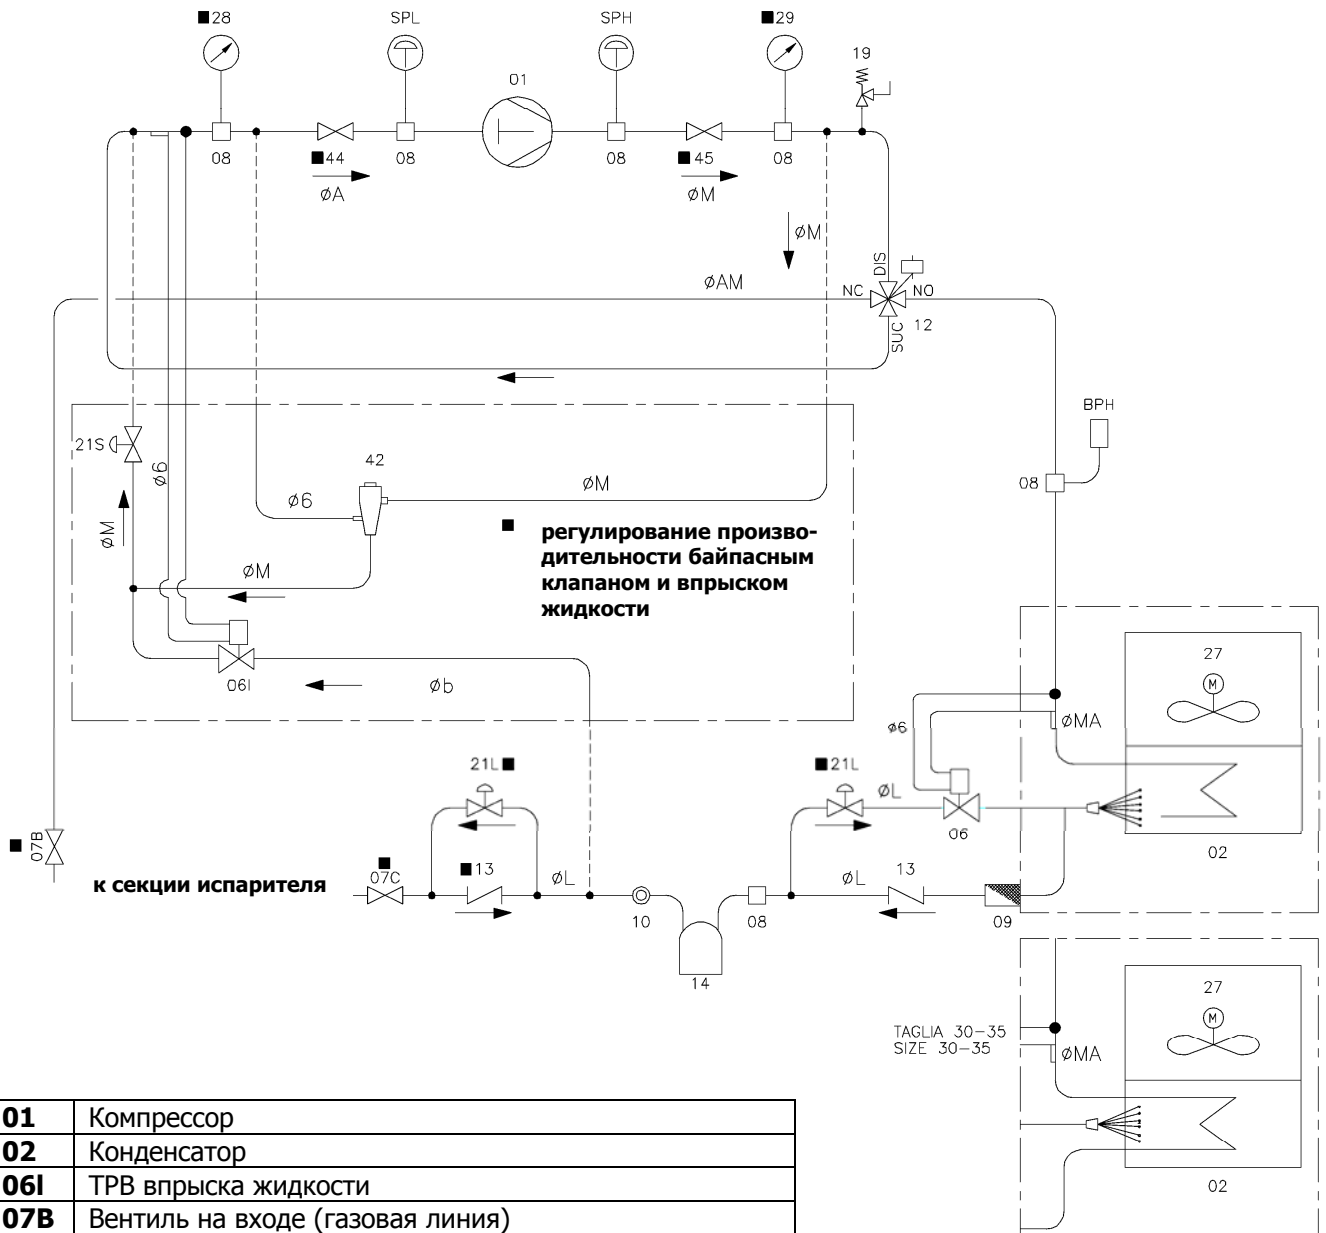 ■28
SPL
SPH
■29
19
01
08
■44
08
08
■45
08
øA
øM
øM
DIS
øAM
NC
NO
12
SUC
BPH
21S
ø6
42
08
øM
ø6
øM
■ регулирование произво-
дительности байпасным
клапаном и впрыском
жидкости
øM
27
M
06I
øb
ø6
øMA
21L■
■21L
øL
06
02
■
07B
к секции испарителя
■
07C
■13
øL
øL
13
10
08
09
14
27
M
TAGLIA 30-35
SIZE 30-35
øMA
02
01 Компрессор
02 Конденсатор
06I ТРВ впрыска жидкости
07B Вентиль на входе (газовая линия)